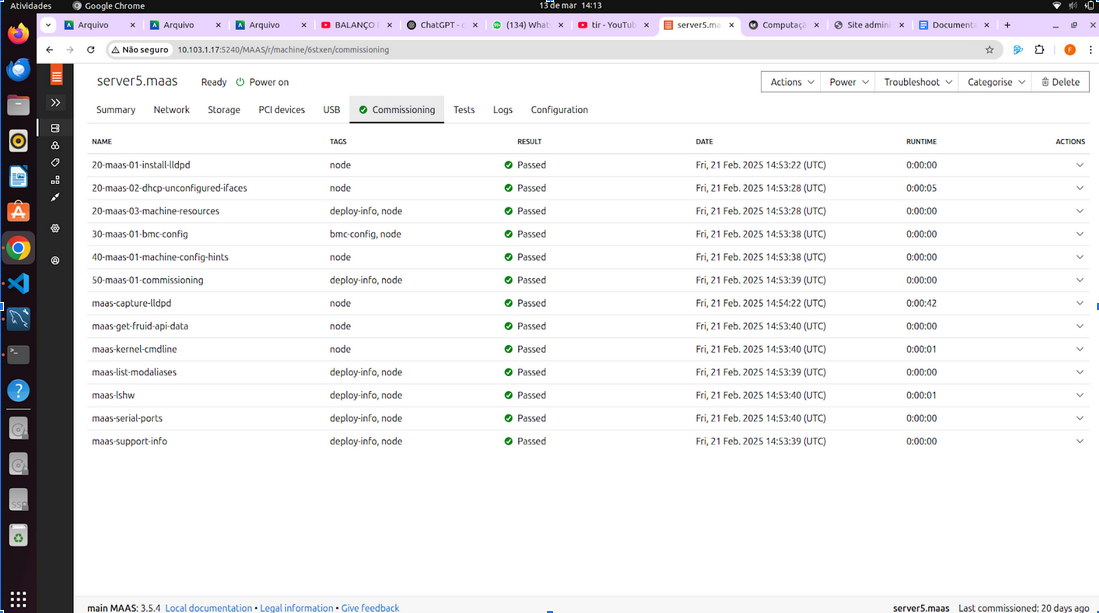 Atividades Google Chrome 13 de mar 14:13
Arquivo Arquivo Arquivo BALANÇO ChatGPT - (134) What tir - YouTu server5.ma Computaç Site admin Documenta
Não seguro 10.103.1.17:5240/MAAS/r/machine/6stxen/commissioning
server5.maas Ready Power on Actions Power Troubleshoot Categorise Delete
Summary Network Storage PCI devices USB Commissioning Tests Logs Configuration
NAME TAGS RESULT DATE RUNTIME ACTIONS
20-maas-01-install-lldpd node Passed Fri, 21 Feb. 2025 14:53:22 (UTC) 0:00:00
20-maas-02-dhcp-unconfigured-ifaces node Passed Fri, 21 Feb. 2025 14:53:28 (UTC) 0:00:05
20-maas-03-machine-resources deploy-info, node Passed Fri, 21 Feb. 2025 14:53:28 (UTC) 0:00:00
30-maas-01-bmc-config bmc-config, node Passed Fri, 21 Feb. 2025 14:53:38 (UTC) 0:00:00
40-maas-01-machine-config-hints node Passed Fri, 21 Feb. 2025 14:53:38 (UTC) 0:00:00
50-maas-01-commissioning deploy-info, node Passed Fri, 21 Feb. 2025 14:53:39 (UTC) 0:00:00
maas-capture-lldpd node Passed Fri, 21 Feb. 2025 14:54:22 (UTC) 0:00:42
maas-get-fruid-api-data node Passed Fri, 21 Feb. 2025 14:53:40 (UTC) 0:00:00
maas-kernel-cmdline node Passed Fri, 21 Feb. 2025 14:53:40 (UTC) 0:00:01
maas-list-modaliases deploy-info, node Passed Fri, 21 Feb. 2025 14:53:39 (UTC) 0:00:00
maas-lshw deploy-info, node Passed Fri, 21 Feb. 2025 14:53:40 (UTC) 0:00:01
maas-serial-ports deploy-info, node Passed Fri, 21 Feb. 2025 14:53:40 (UTC) 0:00:00
maas-support-info deploy-info, node Passed Fri, 21 Feb. 2025 14:53:39 (UTC) 0:00:00
main MAAS: 3.5.4 Local documentation • Legal information • Give feedback server5.maas Last commissioned: 20 days ago